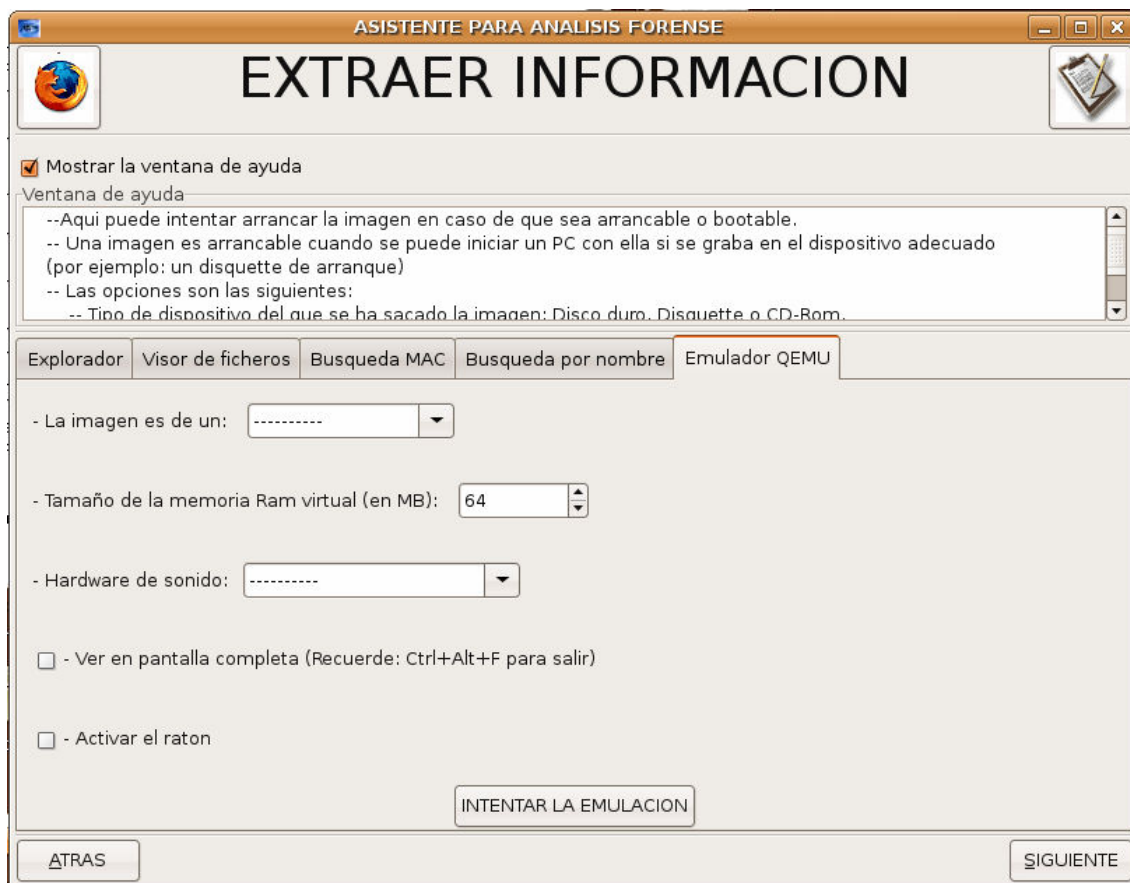 ASISTENTE PARA ANALISIS FORENSE
EXTRAER INFORMACION
Mostrar la ventana de ayuda
Ventana de ayuda
--Aqui puede intentar arrancar la imagen en caso de que sea arrancable o bootable.
-- Una imagen es arrancable cuando se puede iniciar un PC con ella si se graba en el dispositivo adecuado
(por ejemplo: un disquette de arranque)
-- Las opciones son las siguientes:
-- Tipo de dispositivo del que se ha sacado la imagen: Disco duro, Disquette o CD-Rom.
Explorador Visor de ficheros Busqueda MAC Busqueda por nombre Emulador QEMU
- La imagen es de un: ----------
- Tamaño de la memoria Ram virtual (en MB): 64
- Hardware de sonido: ----------
- Ver en pantalla completa (Recuerde: Ctrl+Alt+F para salir)
- Activar el raton
INTENTAR LA EMULACION
ATRAS SIGUIENTE